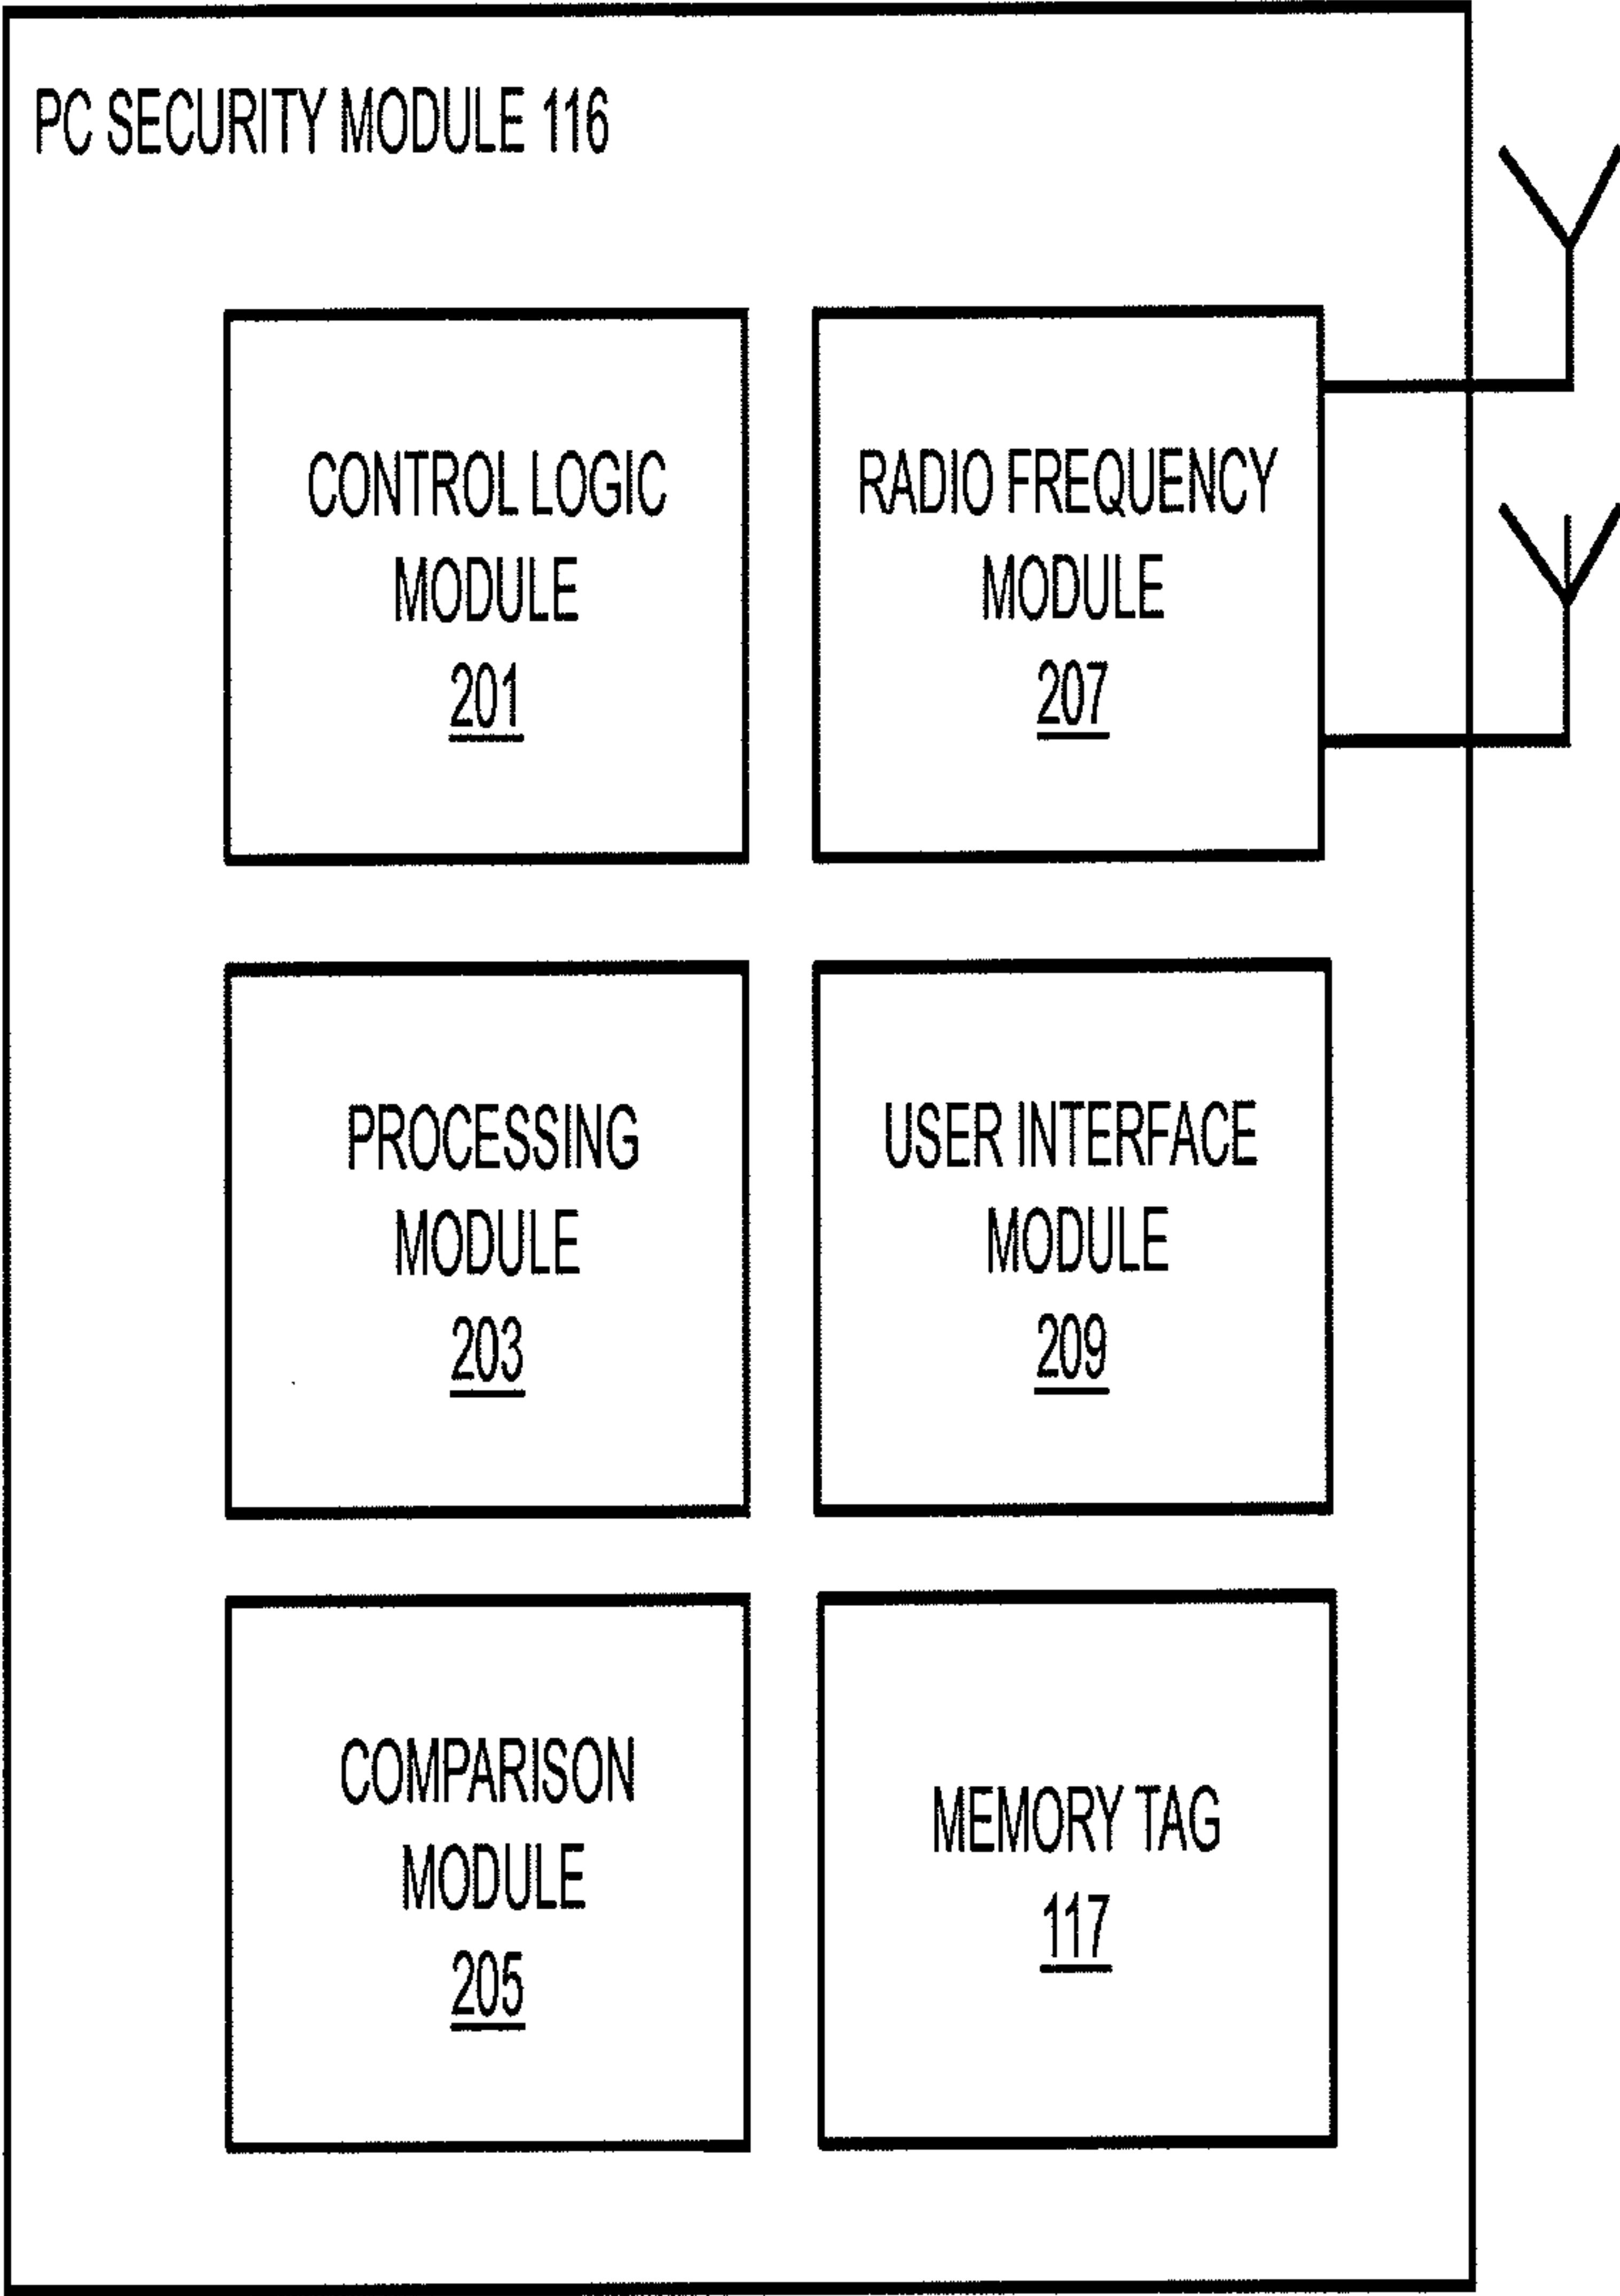 PC SECURITY MODULE 116
CONTROL LOGIC
MODULE
201
RADIO FREQUENCY
MODULE
207
PROCESSING
MODULE
203
USER INTERFACE
MODULE
209
COMPARISON
MODULE
205
MEMORY TAG
117